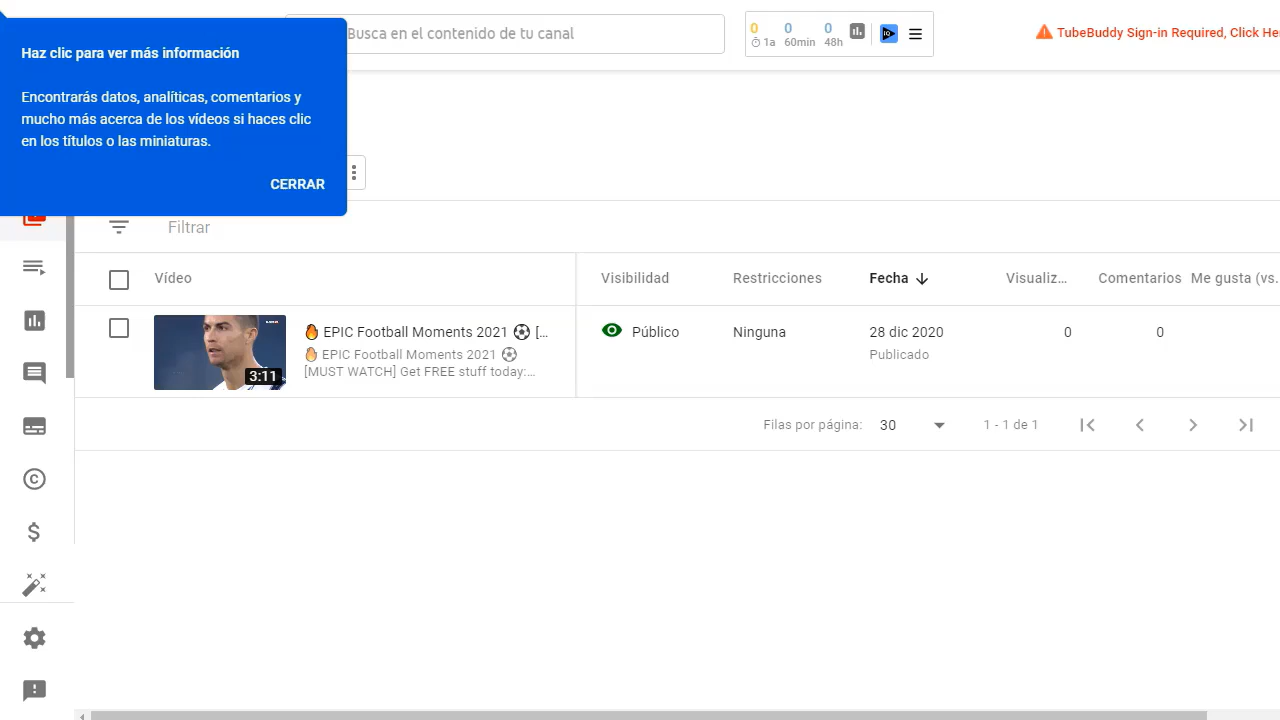 Haz clic para ver más información
Encontrarás datos, analíticas, comentarios y
mucho más acerca de los vídeos si haces clic
en los títulos o las miniaturas.
CERRAR
Busca en el contenido de tu canal
0 0 0
1a 60min 48h
IQ
TubeBuddy Sign-in Required, Click He
Filtrar
Vídeo Visibilidad Restricciones Fecha Visualiz... Comentarios Me gusta (vs.
🔥 EPIC Football Moments 2021 ⚽ [... Público Ninguna 28 dic 2020 0 0
🔥 EPIC Football Moments 2021 ⚽ Publicado
[MUST WATCH] Get FREE stuff today:...
3:11
Filas por página: 30 1 - 1 de 1